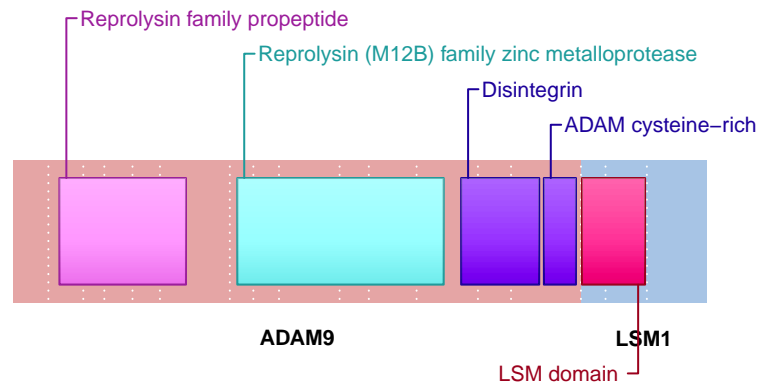 Reprolysin family propeptide
Reprolysin (M12B) family zinc metalloprotease
Disintegrin
ADAM cysteine−rich
ADAM9
LSM1
LSM domain